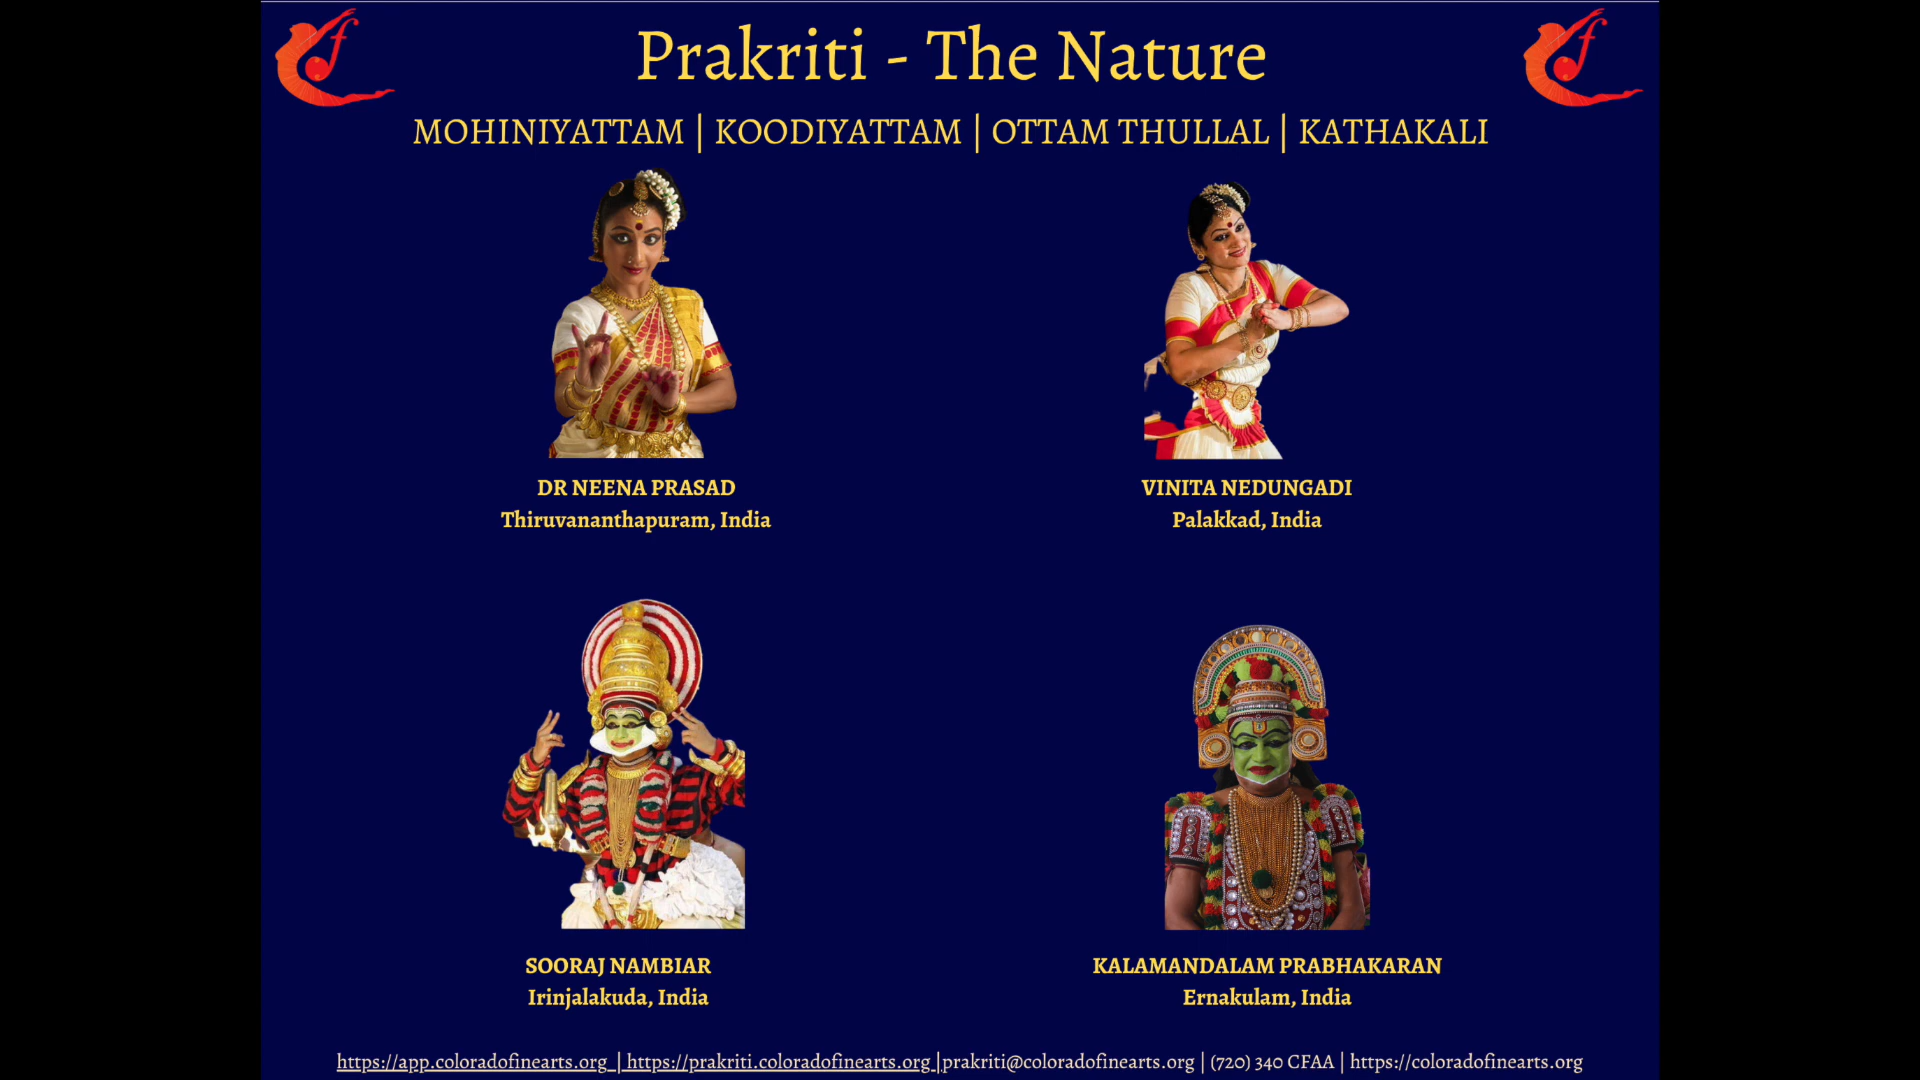 Prakriti - The Nature
MOHINIYATTAM | KOODIYATTAM | OTTAM THULLAL | KATHAKALI
DR NEENA PRASAD
Thiruvananthapuram, India
VINITA NEDUNGADI
Palakkad, India
SOORAJ NAMBIAR
Irinjalakuda, India
KALAMANDALAM PRABHAKARAN
Ernakulam, India
https://app.coloradofinearts.org | https://prakriti.coloradofinearts.org |prakriti@coloradofinearts.org | (720) 340 CFAA | https://coloradofinearts.org